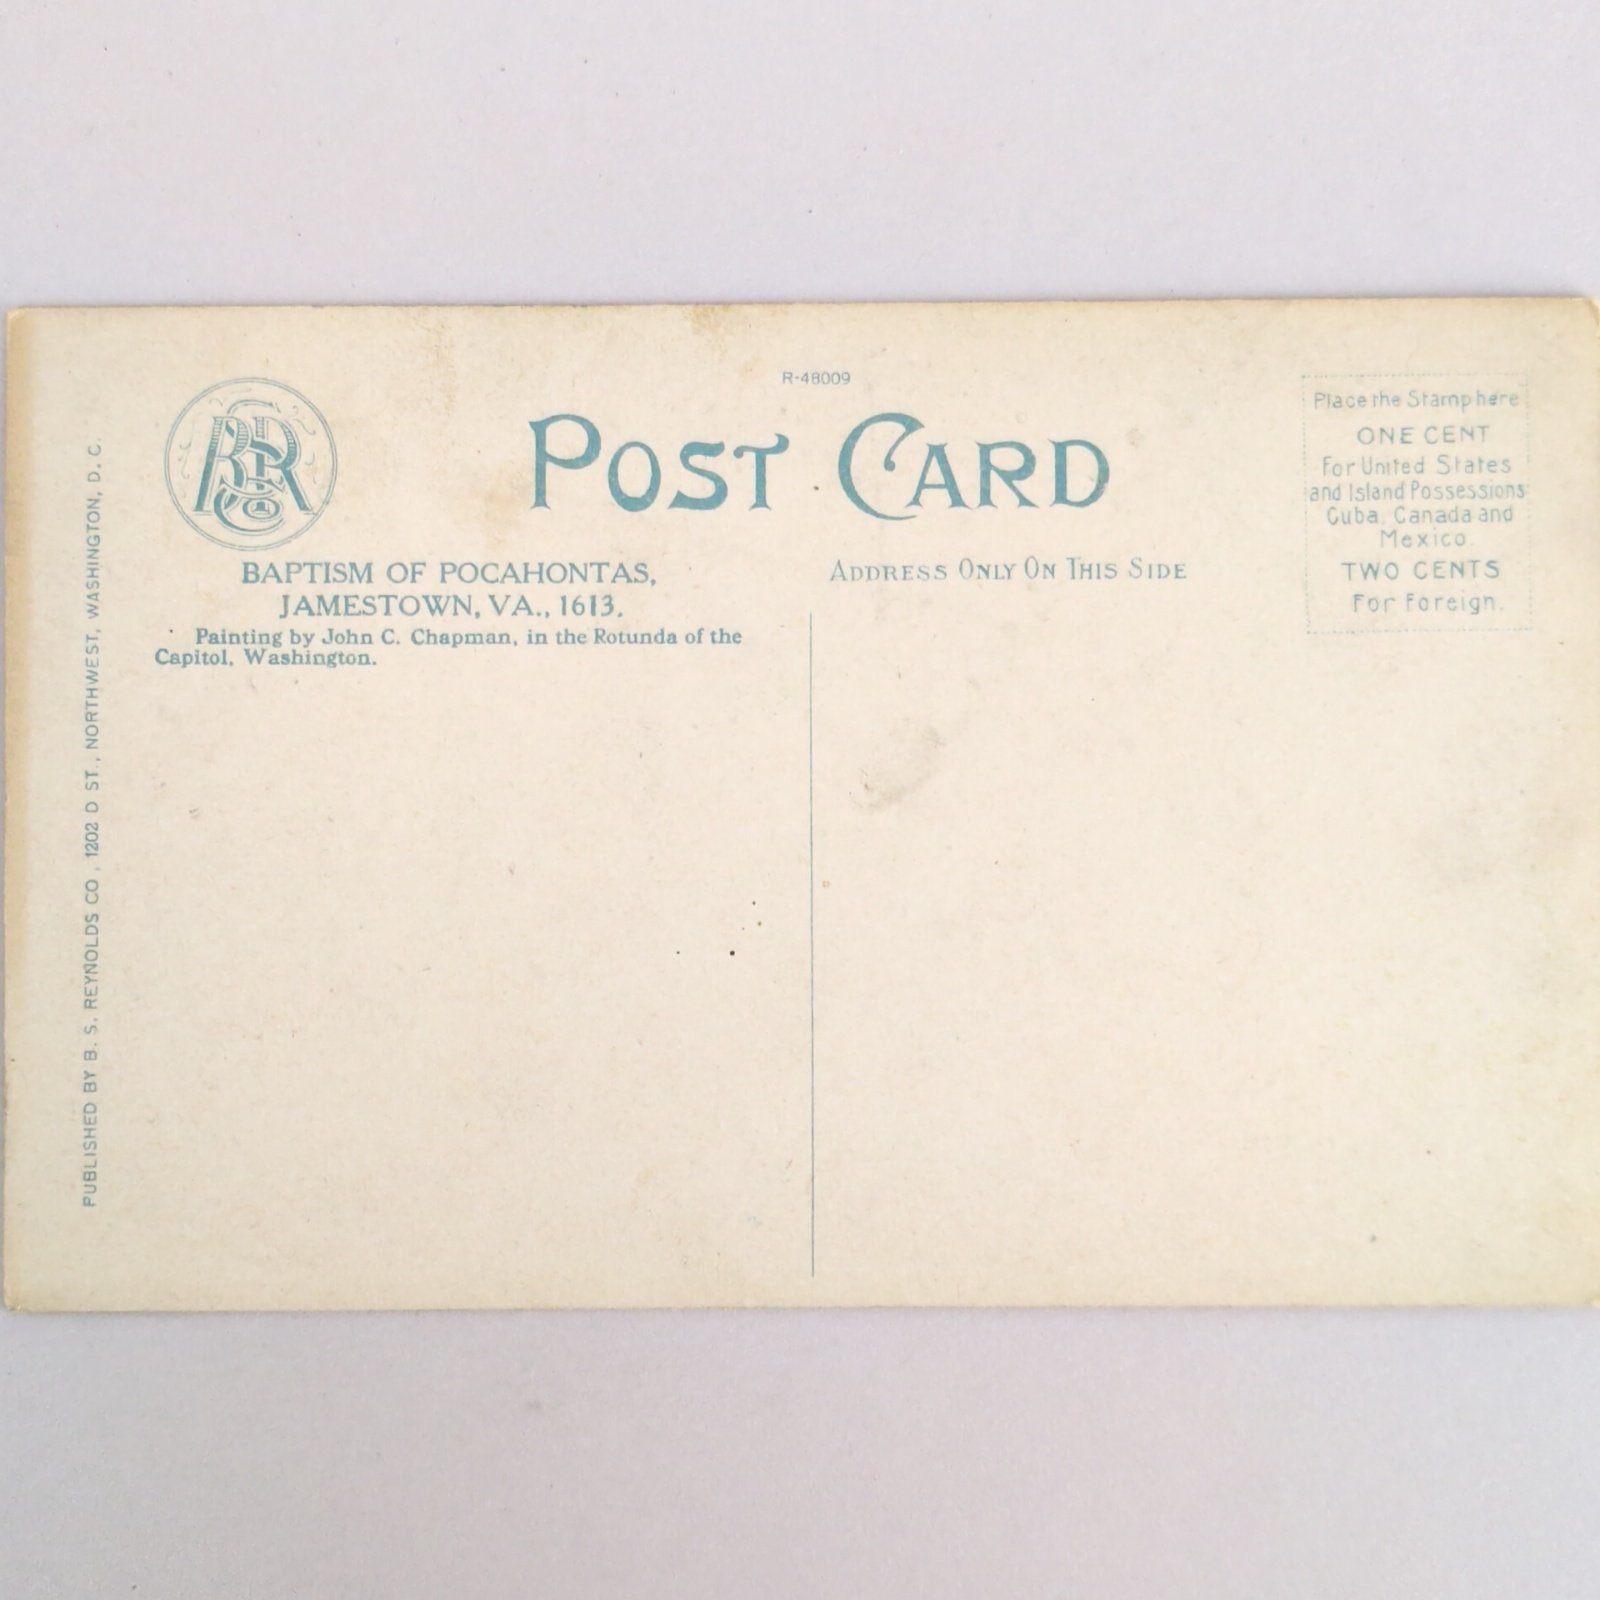 R-48009
POST CARD
BSR Co
BAPTISM OF POCAHONTAS,
JAMESTOWN, VA., 1613.
Painting by John C. Chapman, in the Rotunda of the
Capitol, Washington.
ADDRESS ONLY ON THIS SIDE
Place the Stamp here
ONE CENT
For United States
and Island Possessions
Cuba, Canada and
Mexico.
TWO CENTS
For Foreign.
PUBLISHED BY B. S. REYNOLDS CO., 1202 D ST., NORTHWEST, WASHINGTON, D. C.